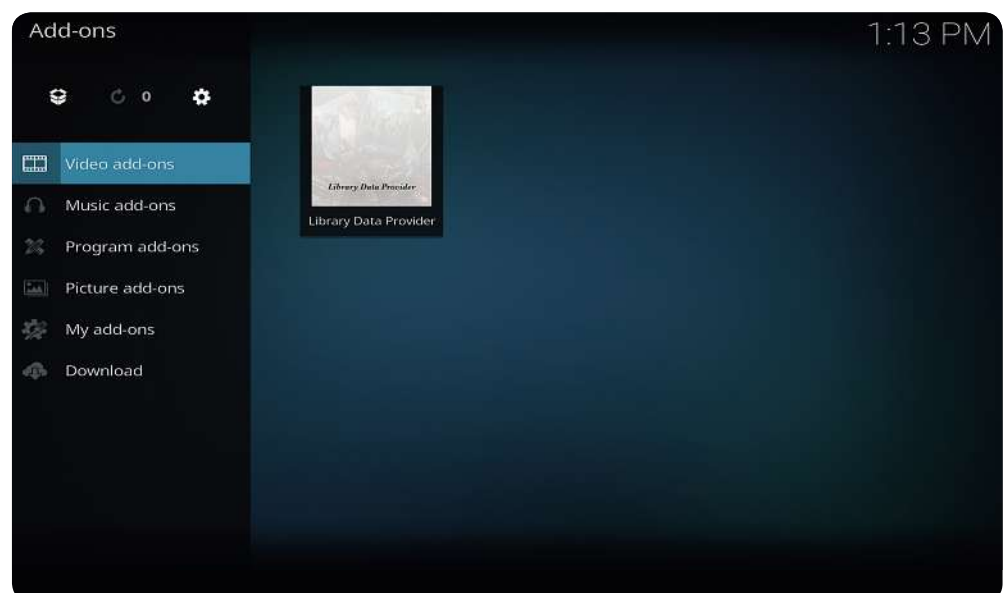 Add-ons
1:13 PM
0
Video add-ons
Music add-ons
Program add-ons
Picture add-ons
My add-ons
Download
Library Data Provider
Library Data Provider